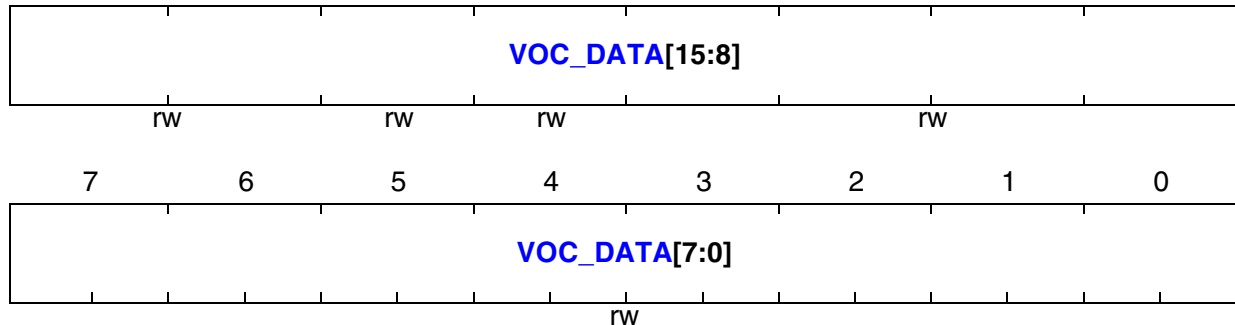 VOC_DATA[15:8]
rw rw rw rw
7 6 5 4 3 2 1 0
VOC_DATA[7:0]
rw